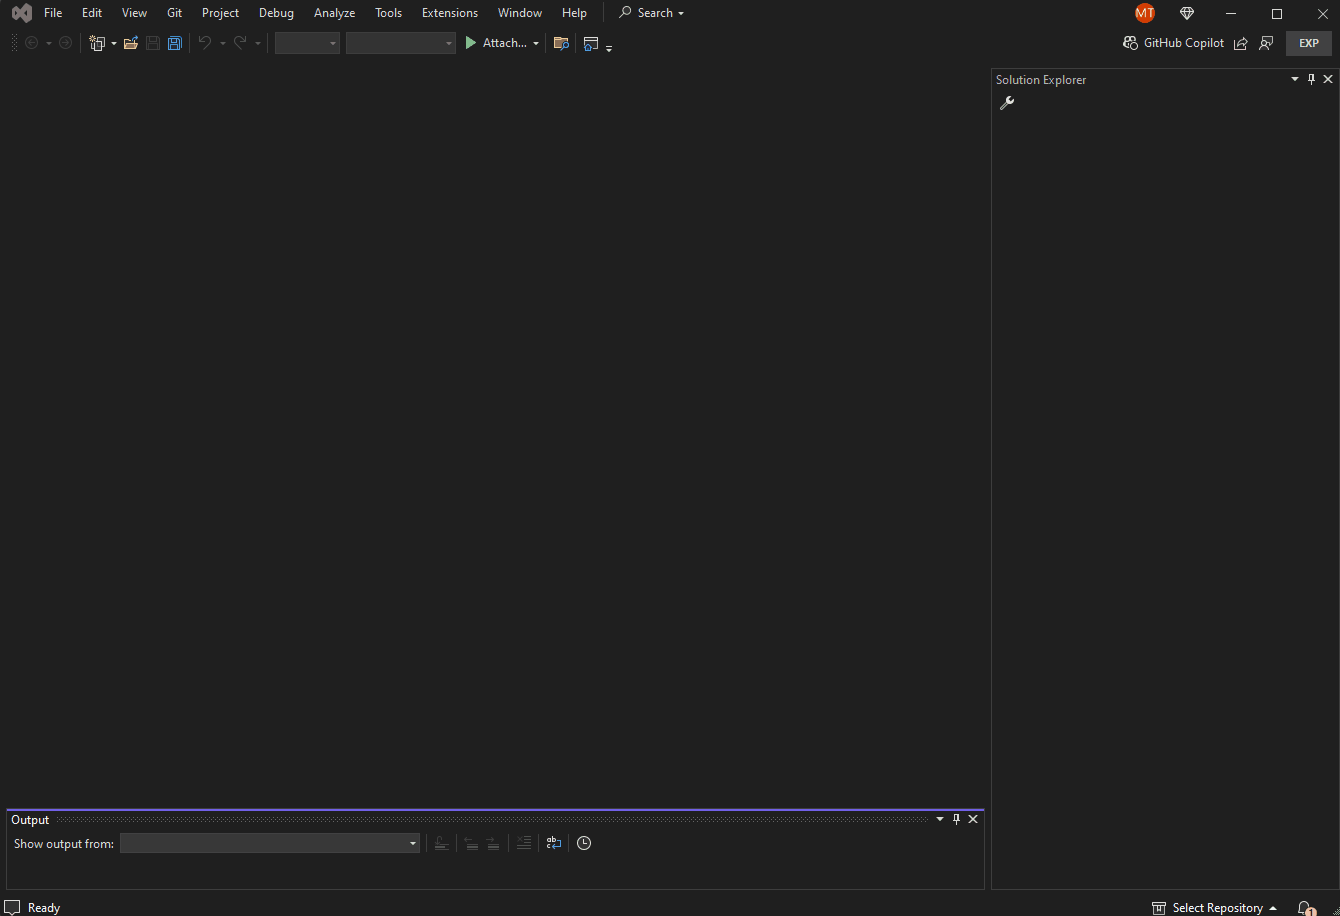 File Edit View Git Project Debug Analyze Tools Extensions Window Help Search MT
Attach... GitHub Copilot EXP
Solution Explorer
Output
Show output from:
Ready Select Repository 1